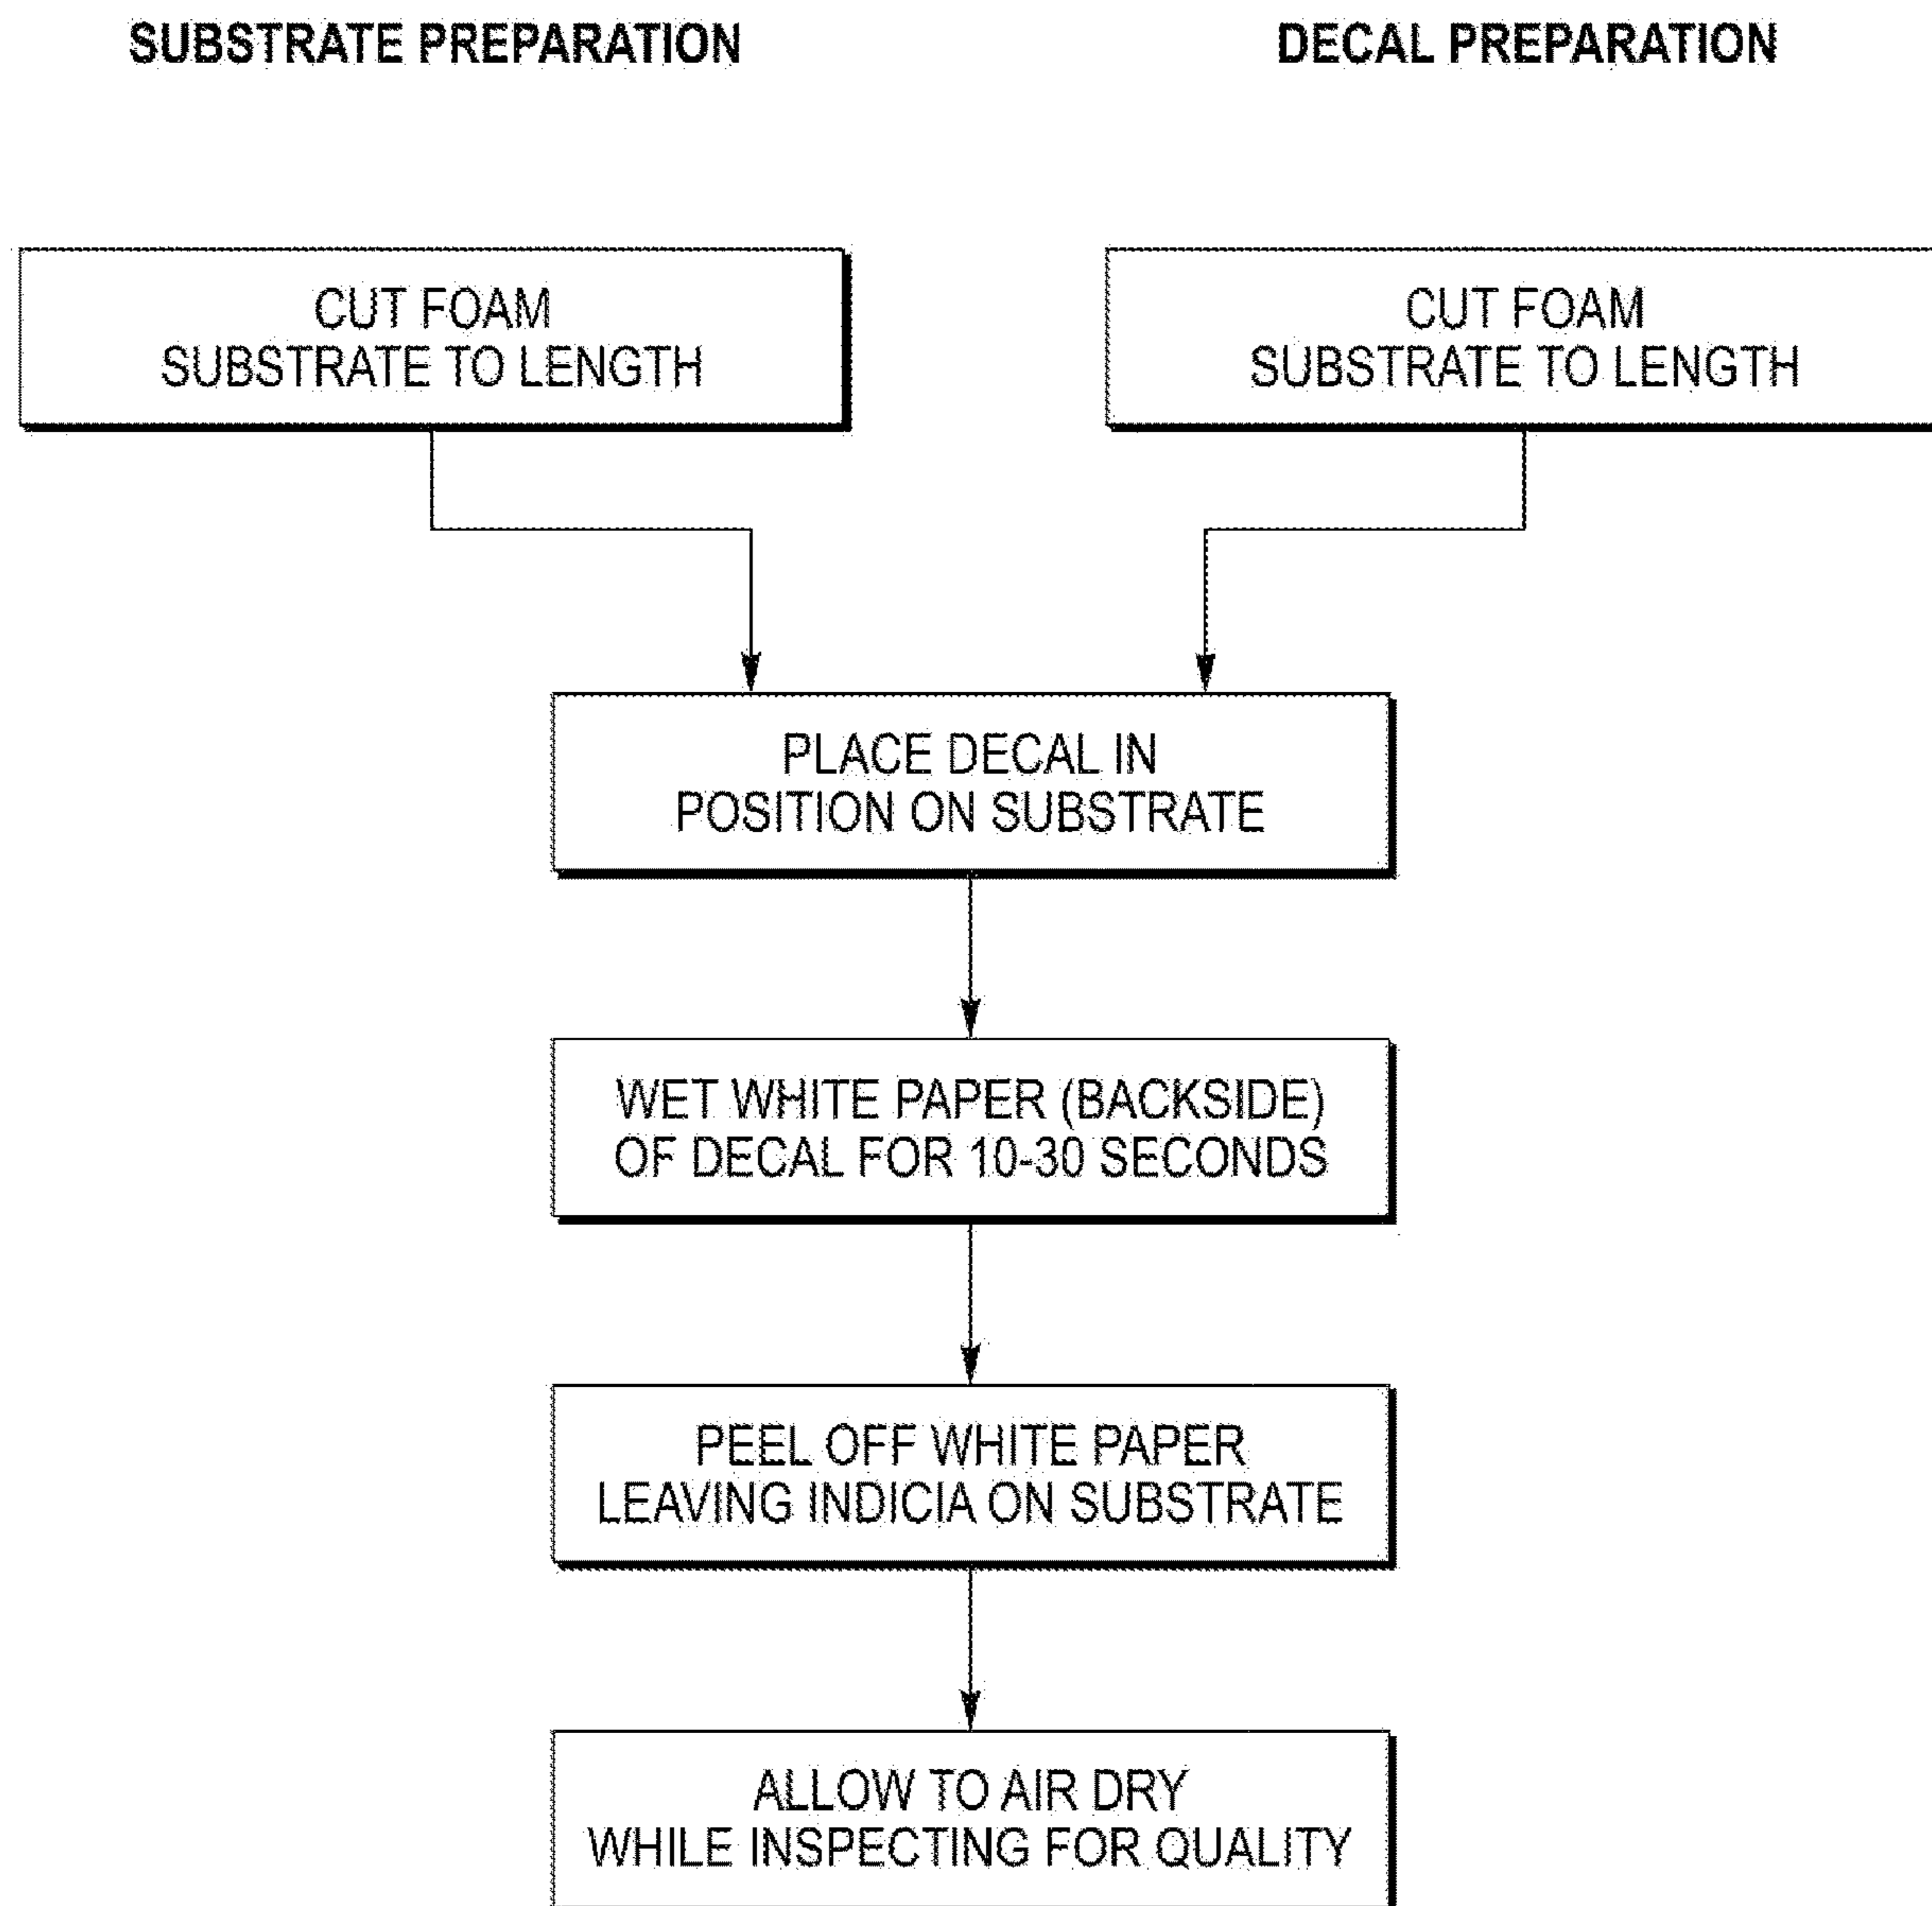 SUBSTRATE PREPARATION
DECAL PREPARATION
CUT FOAM
SUBSTRATE TO LENGTH
CUT FOAM
SUBSTRATE TO LENGTH
PLACE DECAL IN
POSITION ON SUBSTRATE
WET WHITE PAPER (BACKSIDE)
OF DECAL FOR 10-30 SECONDS
PEEL OFF WHITE PAPER
LEAVING INDICIA ON SUBSTRATE
ALLOW TO AIR DRY
WHILE INSPECTING FOR QUALITY